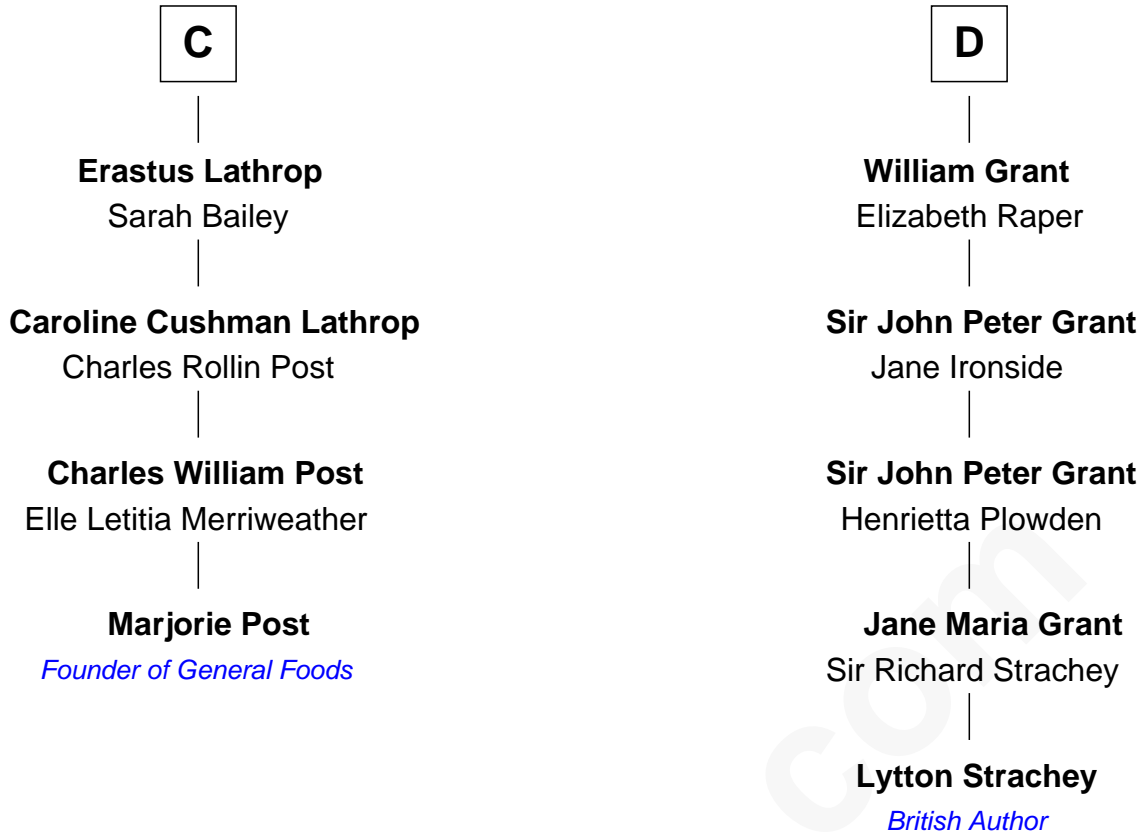 C
Erastus Lathrop
Sarah Bailey
Caroline Cushman Lathrop
Charles Rollin Post
Charles William Post
Elle Letitia Merriweather
Marjorie Post
Founder of General Foods
D
William Grant
Elizabeth Raper
Sir John Peter Grant
Jane Ironside
Sir John Peter Grant
Henrietta Plowden
Jane Maria Grant
Sir Richard Strachey
Lytton Strachey
British Author
com